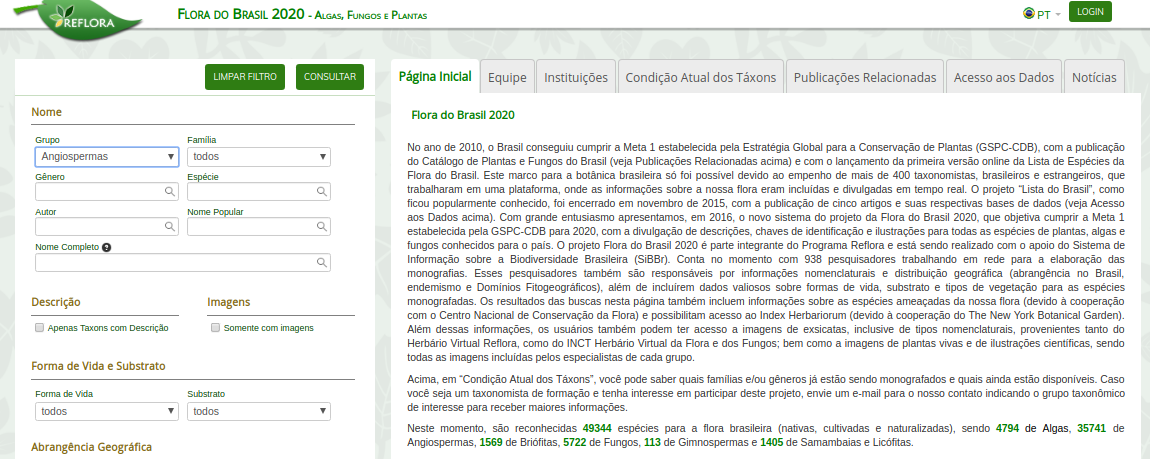 REFLORA
Flora do Brasil 2020 - Algas, Fungos e Plantas
PT
LOGIN
LIMPAR FILTRO
CONSULTAR
Nome
Grupo
Família
Angiospermas
todos
Gênero
Espécie
Autor
Nome Popular
Nome Completo
Descrição
Imagens
Apenas Taxons com Descrição
Somente com imagens
Forma de Vida e Substrato
Forma de Vida
Substrato
todos
todos
Abrangência Geográfica
Página Inicial
Equipe
Instituições
Condição Atual dos Táxons
Publicações Relacionadas
Acesso aos Dados
Notícias
Flora do Brasil 2020
No ano de 2010, o Brasil conseguiu cumprir a Meta 1 estabelecida pela Estratégia Global para a Conservação de Plantas (GSPC-CDB), com a publicação
do Catálogo de Plantas e Fungos do Brasil (veja Publicações Relacionadas acima) e com o lançamento da primeira versão online da Lista de Espécies da
Flora do Brasil. Este marco para a botânica brasileira só foi possível devido ao empenho de mais de 400 taxonomistas, brasileiros e estrangeiros, que
trabalharam em uma plataforma, onde as informações sobre a nossa flora eram incluídas e divulgadas em tempo real. O projeto “Lista do Brasil”, como
ficou popularmente conhecido, foi encerrado em novembro de 2015, com a publicação de cinco artigos e suas respectivas bases de dados (veja Acesso
aos Dados acima). Com grande entusiasmo apresentamos, em 2016, o novo sistema do projeto da Flora do Brasil 2020, que objetiva cumprir a Meta 1
estabelecida pela GSPC-CDB para 2020, com a divulgação de descrições, chaves de identificação e ilustrações para todas as espécies de plantas, algas e
fungos conhecidos para o país. O projeto Flora do Brasil 2020 é parte integrante do Programa Reflora e está sendo realizado com o apoio do Sistema de
Informação sobre a Biodiversidade Brasileira (SiBBr). Conta no momento com 938 pesquisadores trabalhando em rede para a elaboração das
monografias. Esses pesquisadores também são responsáveis por informações nomenclaturais e distribuição geográfica (abrangência no Brasil,
endemismo e Domínios Fitogeográficos), além de incluírem dados valiosos sobre formas de vida, substrato e tipos de vegetação para as espécies
monografadas. Os resultados das buscas nesta página também incluem informações sobre as espécies ameaçadas da nossa flora (devido à cooperação
com o Centro Nacional de Conservação da Flora) e possibilitam acesso ao Index Herbariorum (devido à cooperação do The New York Botanical Garden).
Além dessas informações, os usuários também podem ter acesso a imagens de exsicatas, inclusive de tipos nomenclaturais, provenientes tanto do
Herbário Virtual Reflora, como do INCT Herbário Virtual da Flora e dos Fungos; bem como a imagens de plantas vivas e de ilustrações científicas, sendo
todas as imagens incluídas pelos especialistas de cada grupo.
Acima, em “Condição Atual dos Táxons”, você pode saber quais famílias e/ou gêneros já estão sendo monografados e quais ainda estão disponíveis. Caso
você seja um taxonomista de formação e tenha interesse em participar deste projeto, envie um e-mail para o nosso contato indicando o grupo taxonômico
de interesse para receber maiores informações.
Neste momento, são reconhecidas 49344 espécies para a flora brasileira (nativas, cultivadas e naturalizadas), sendo 4794 de Algas, 35741 de
Angiospermas, 1569 de Briófitas, 5722 de Fungos, 113 de Gimnospermas e 1405 de Samambaias e Licófitas.